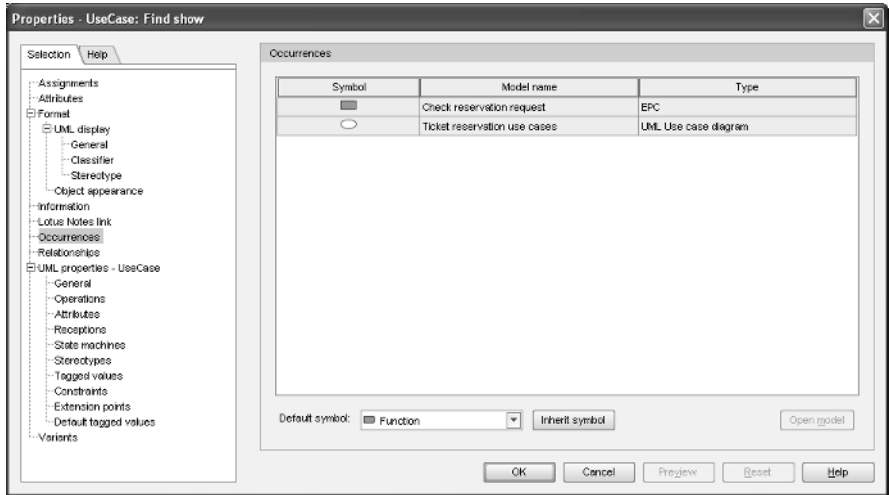 Properties - UseCase: Find show
Selection Help
Assignments
Attributes
Format
UML display
General
Classifier
Stereotype
Object appearance
Information
Lotus Notes link
Occurrences
Relationships
UML properties - UseCase
General
Operations
Attributes
Receptions
State machines
Stereotypes
Tagged values
Constraints
Extension points
Default tagged values
Variants
Occurrences
Symbol Model name Type
Check reservation request EPC
Ticket reservation use cases UML Use case diagram
Default symbol: Function Inherit symbol Open model
OK Cancel Preview Reset Help